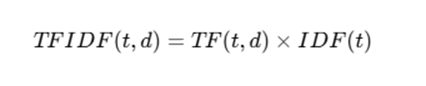 TFIDF(t, d) = TF(t, d) × IDF(t)